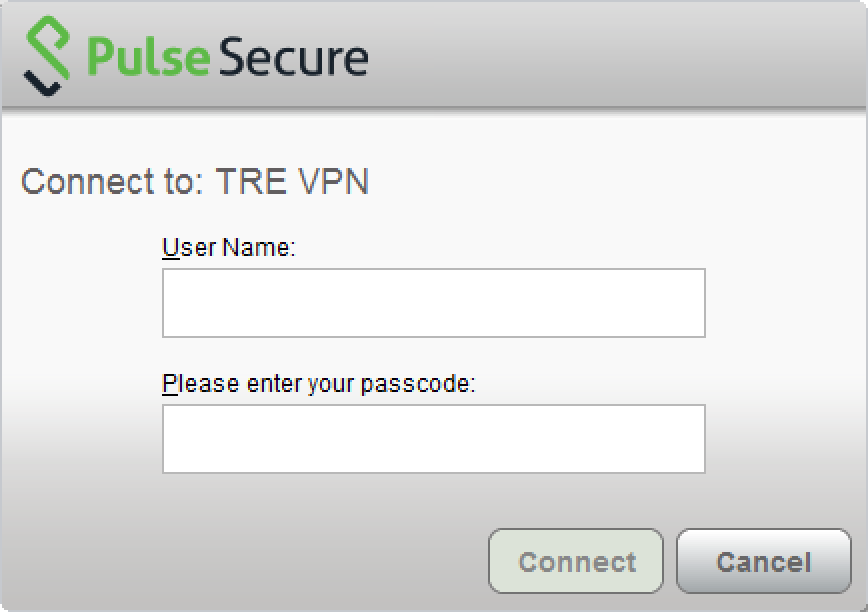 Pulse Secure
Connect to: TRE VPN
User Name:
Please enter your passcode:
Connect Cancel